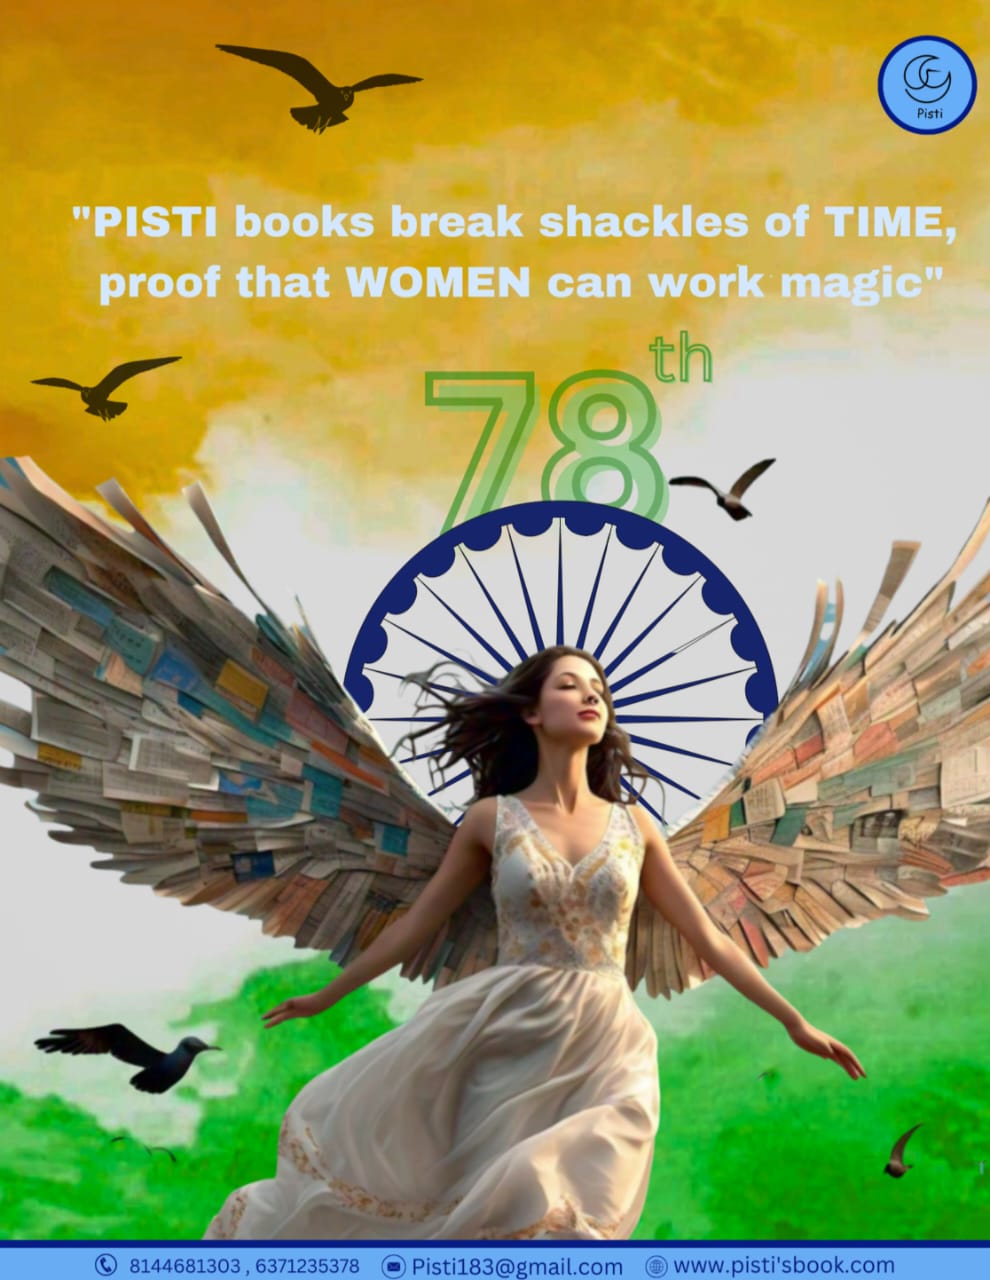 Pisti
"PISTI books break shackles of TIME,
proof that WOMEN can work magic"
78th
8144681303 , 6371235378 Pisti183@gmail.com www.pisti'sbook.com